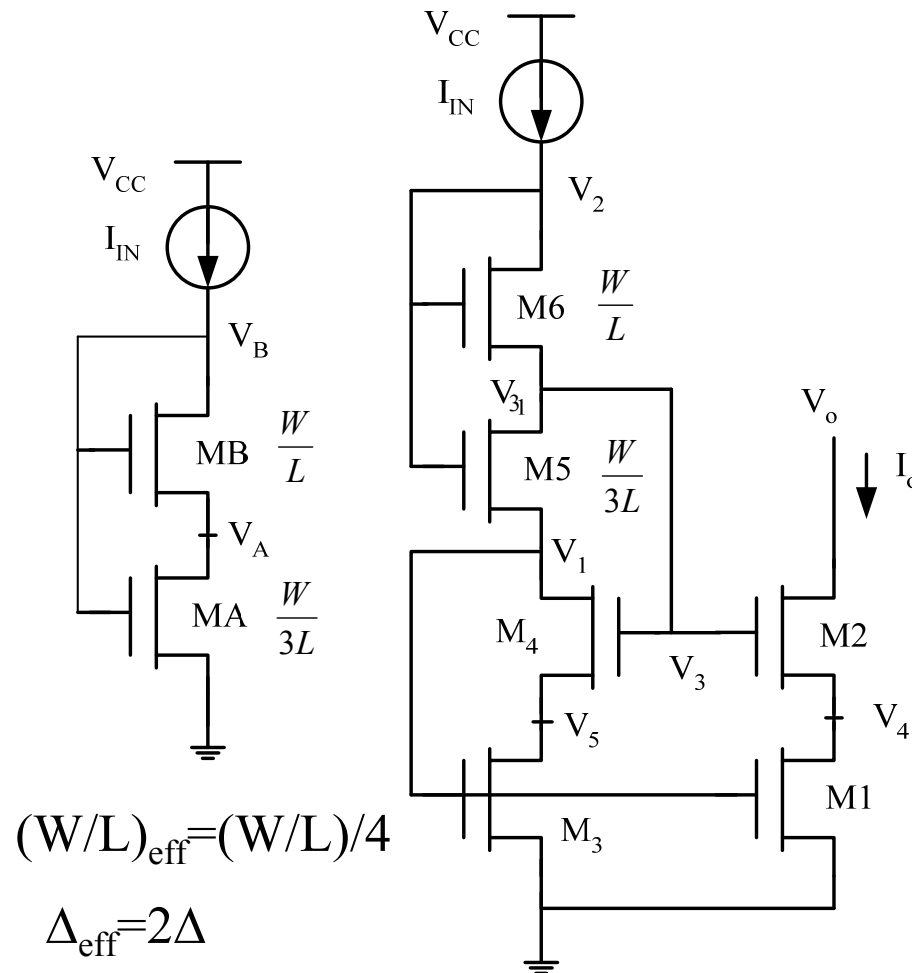 V_CC
I_IN
V_B
MB W/L
V_A
MA W/3L
(W/L)_eff=(W/L)/4
Δ_eff=2Δ
V_CC
I_IN
V_2
M6 W/L
V_31
M5 W/3L
V_1
M_4
V_3
V_5
M_3
V_o
I_o
M2
V_4
M1